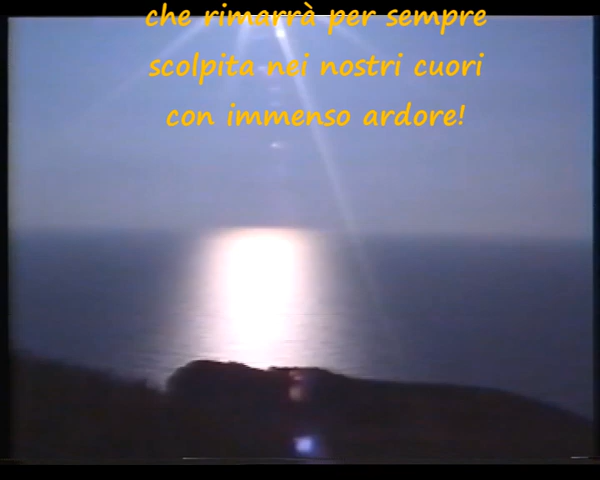 che rimarrà per sempre
scolpita nei nostri cuori
con immenso ardore!